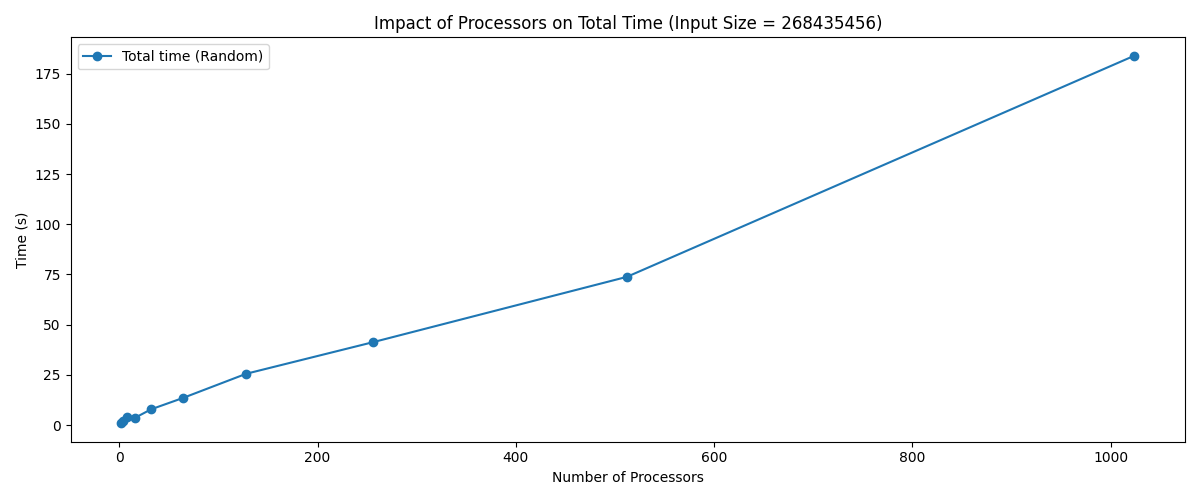 Impact of Processors on Total Time (Input Size = 268435456)
Total time (Random)
175
150
125
100
75
50
25
0
Time (s)
0 200 400 600 800 1000
Number of Processors